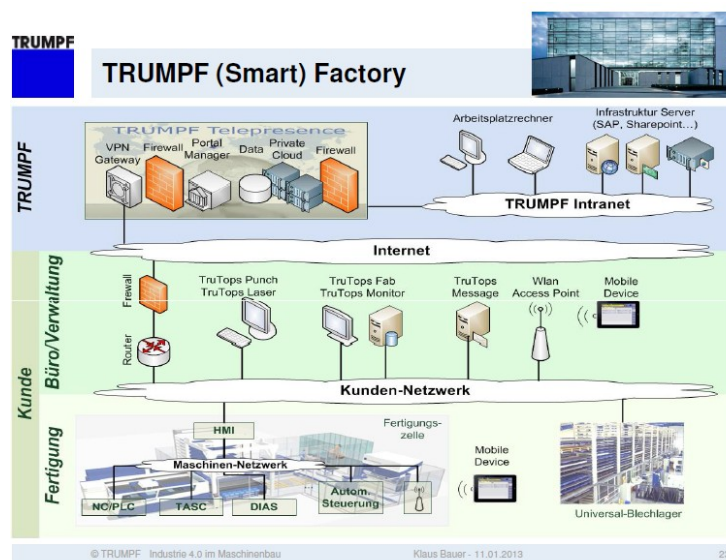 TRUMPF
TRUMPF (Smart) Factory
TRUMPF
TRUMPF Telepresence
VPN
Gateway
Firewall
Portal
Manager
Data
Private
Cloud
Firewall
Arbeitsplatzrechner
Infrastruktur Server
(SAP, Sharepoint...)
TRUMPF Intranet
Internet
Kunde
Büro/Verwaltung
Firewall
Router
TruTops Punch
TruTops Laser
TruTops Fab
TruTops Monitor
TruTops
Message
Wlan
Access Point
Mobile
Device
Kunden-Netzwerk
Fertigung
HMI
Fertigungs-
zelle
Maschinen-Netzwerk
NC/PLC
TASC
DIAS
Autom.
Steuerung
Mobile
Device
Universal-Blechlager
© TRUMPF Industrie 4.0 im Maschinenbau
Klaus Bauer - 11.01.2013